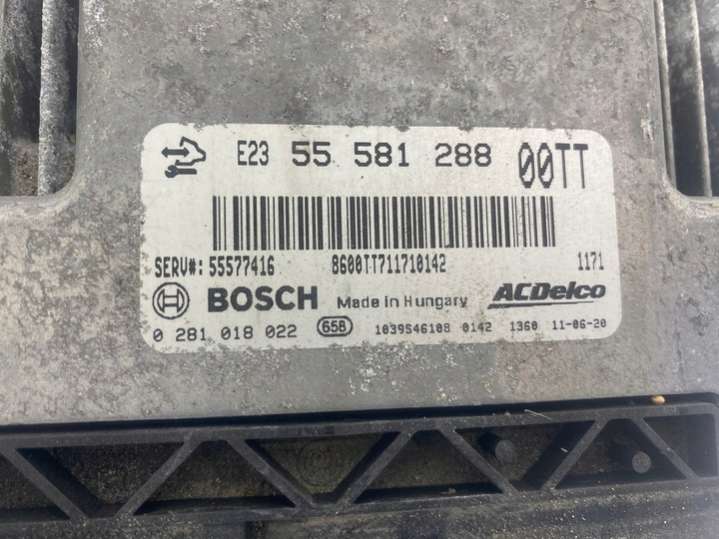 E23 55 581 288 00TT
SERV#: 55577416 8600TT711710142 1171
BOSCH Made in Hungary ACDelco
0 281 018 022 658 1039S46108 0142 1360 11-06-20